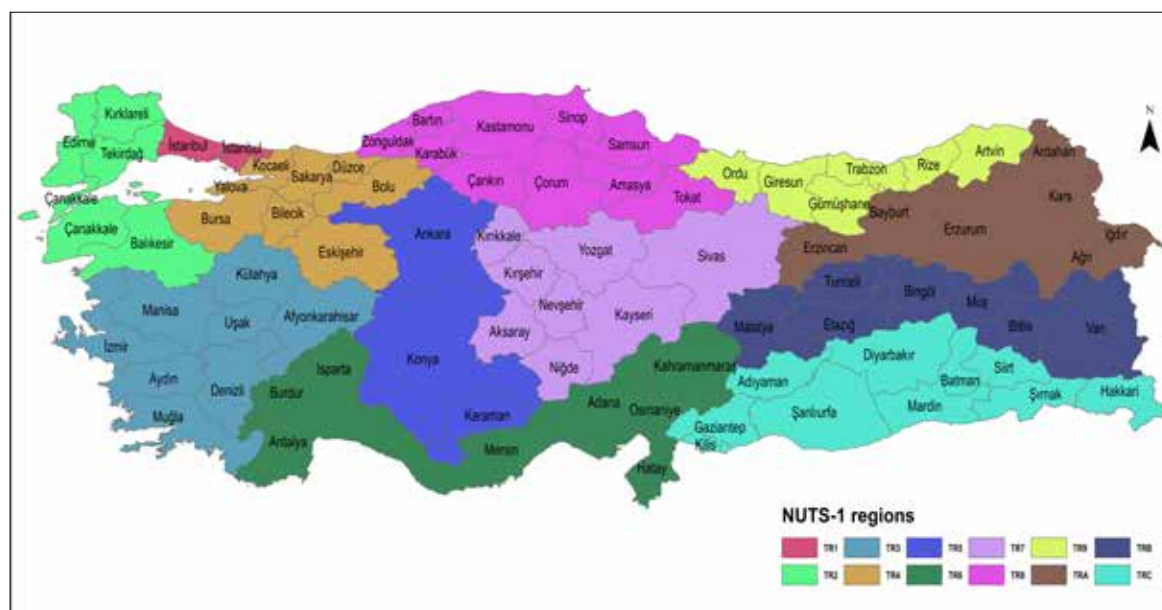 Kırklareli
Edirne
Tekirdağ
İstanbul
İstanbul
Kocaeli
Yalova
Sakarya
Düzce
Bolu
Zonguldak
Bartın
Karabük
Kastamonu
Sinop
Samsun
Çankırı
Çorum
Amasya
Tokat
Ordu
Giresun
Trabzon
Rize
Artvin
Gümüşhane
Bayburt
Ardahan
Kars
Erzurum
Erzincan
Iğdır
Ağrı
Çanakkale
Çanakkale
Balıkesir
Bursa
Bilecik
Eskişehir
Ankara
Kırıkkale
Yozgat
Sivas
Kırşehir
Nevşehir
Kayseri
Aksaray
Niğde
Kütahya
Manisa
Uşak
Afyonkarahisar
İzmir
Aydın
Denizli
Muğla
Isparta
Burdur
Antalya
Konya
Karaman
Mersin
Adana
Osmaniye
Kahramanmaraş
Hatay
Malatya
Elazığ
Tunceli
Bingöl
Muş
Bitlis
Van
Adıyaman
Diyarbakır
Batman
Siirt
Şırnak
Hakkari
Mardin
Şanlıurfa
Gaziantep
Kilis
N
NUTS-1 regions
TR1 TR3 TR5 TR7 TR9 TRB
TR2 TR4 TR6 TR8 TRA TRC